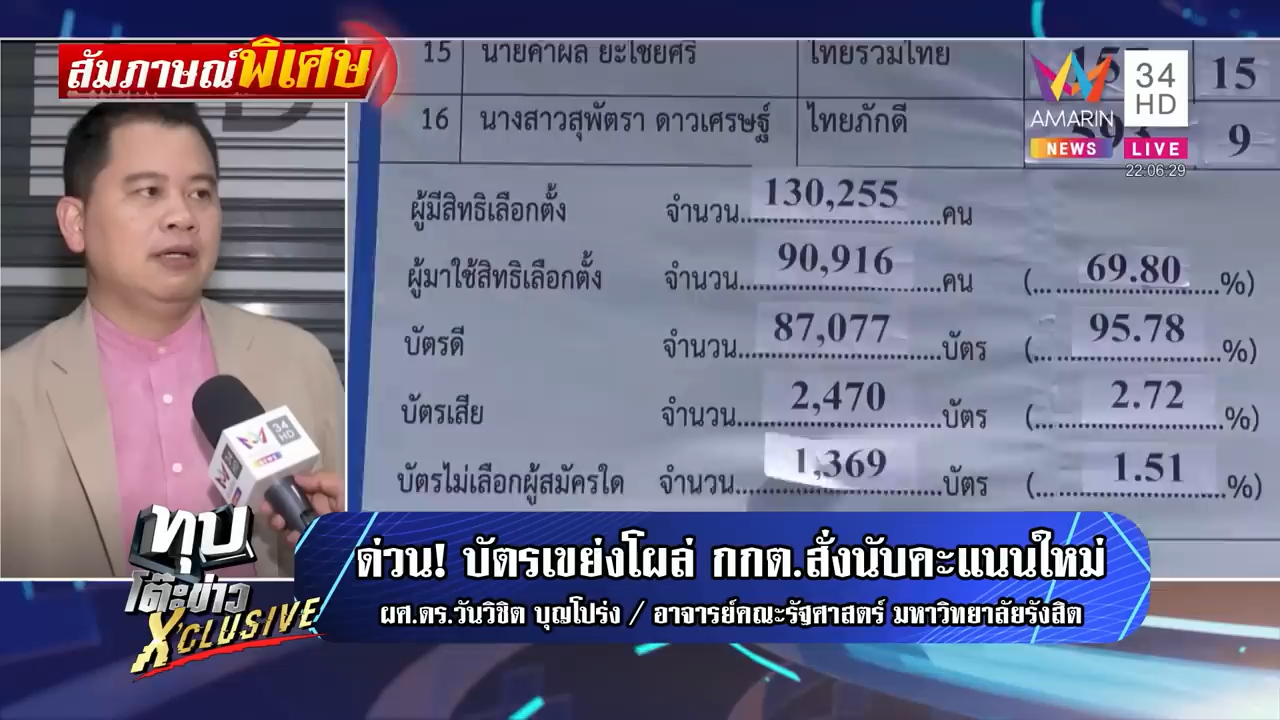 สัมภาษณ์พิเศษ
15 นายคำผล ยะไชยศรี ไทยรวมไทย 15
16 นางสาวสุพัตรา ดาวเศรษฐ์ ไทยภักดี 593 9
AMARIN
NEWS
34
HD
LIVE
22:06:29
ผู้มีสิทธิเลือกตั้ง จำนวน 130,255 คน
ผู้มาใช้สิทธิเลือกตั้ง จำนวน 90,916 คน (69.80%)
บัตรดี จำนวน 87,077 บัตร (95.78%)
บัตรเสีย จำนวน 2,470 บัตร (2.72%)
บัตรไม่เลือกผู้สมัครใด จำนวน 1,369 บัตร (1.51%)
34
HD
NEWS
ทุบ
โต๊ะข่าว
X'CLUSIVE
ด่วน! บัตรเขย่งโผล่ กกต.สั่งนับคะแนนใหม่
ผศ.ดร.วันวิชิต บุญโปร่ง / อาจารย์คณะรัฐศาสตร์ มหาวิทยาลัยรังสิต